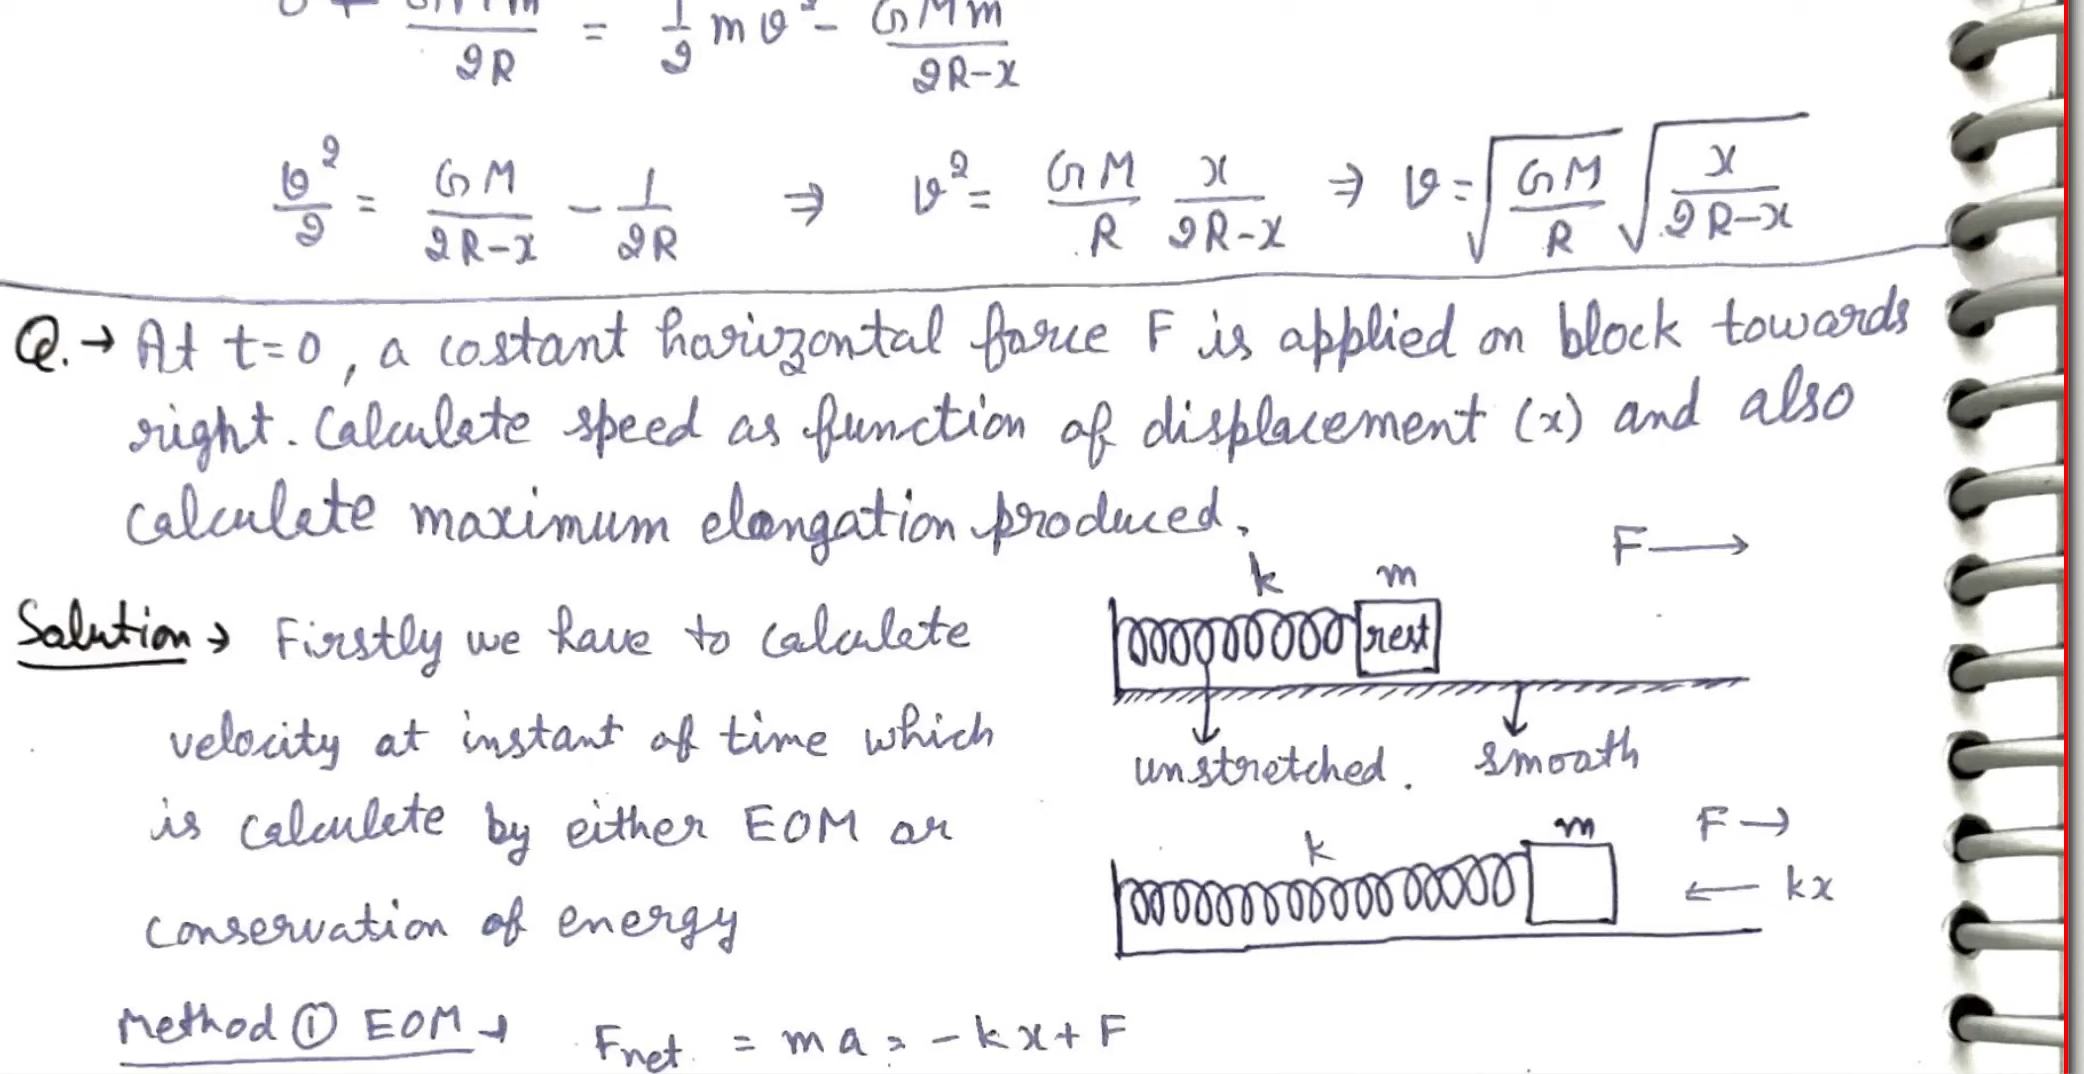 0 + GMm/2R = 1/2 mv² - GMm/2R-x
v²/2 = GM/2R-x - 1/2R ⇒ v² = GM/R x/2R-x ⇒ v = √GM/R √x/2R-x
Q.→ At t=0, a costant horizontal force F is applied on block towards
right. Calculate speed as function of displacement (x) and also
calculate maximum elongation produced.
F→
k m
rest
unstretched. smooth
Solution → Firstly we have to calculate
velocity at instant of time which
is calculate by either EOM or
conservation of energy
k m F→
← kx
Method ① EOM → Fnet = ma = -kx+F